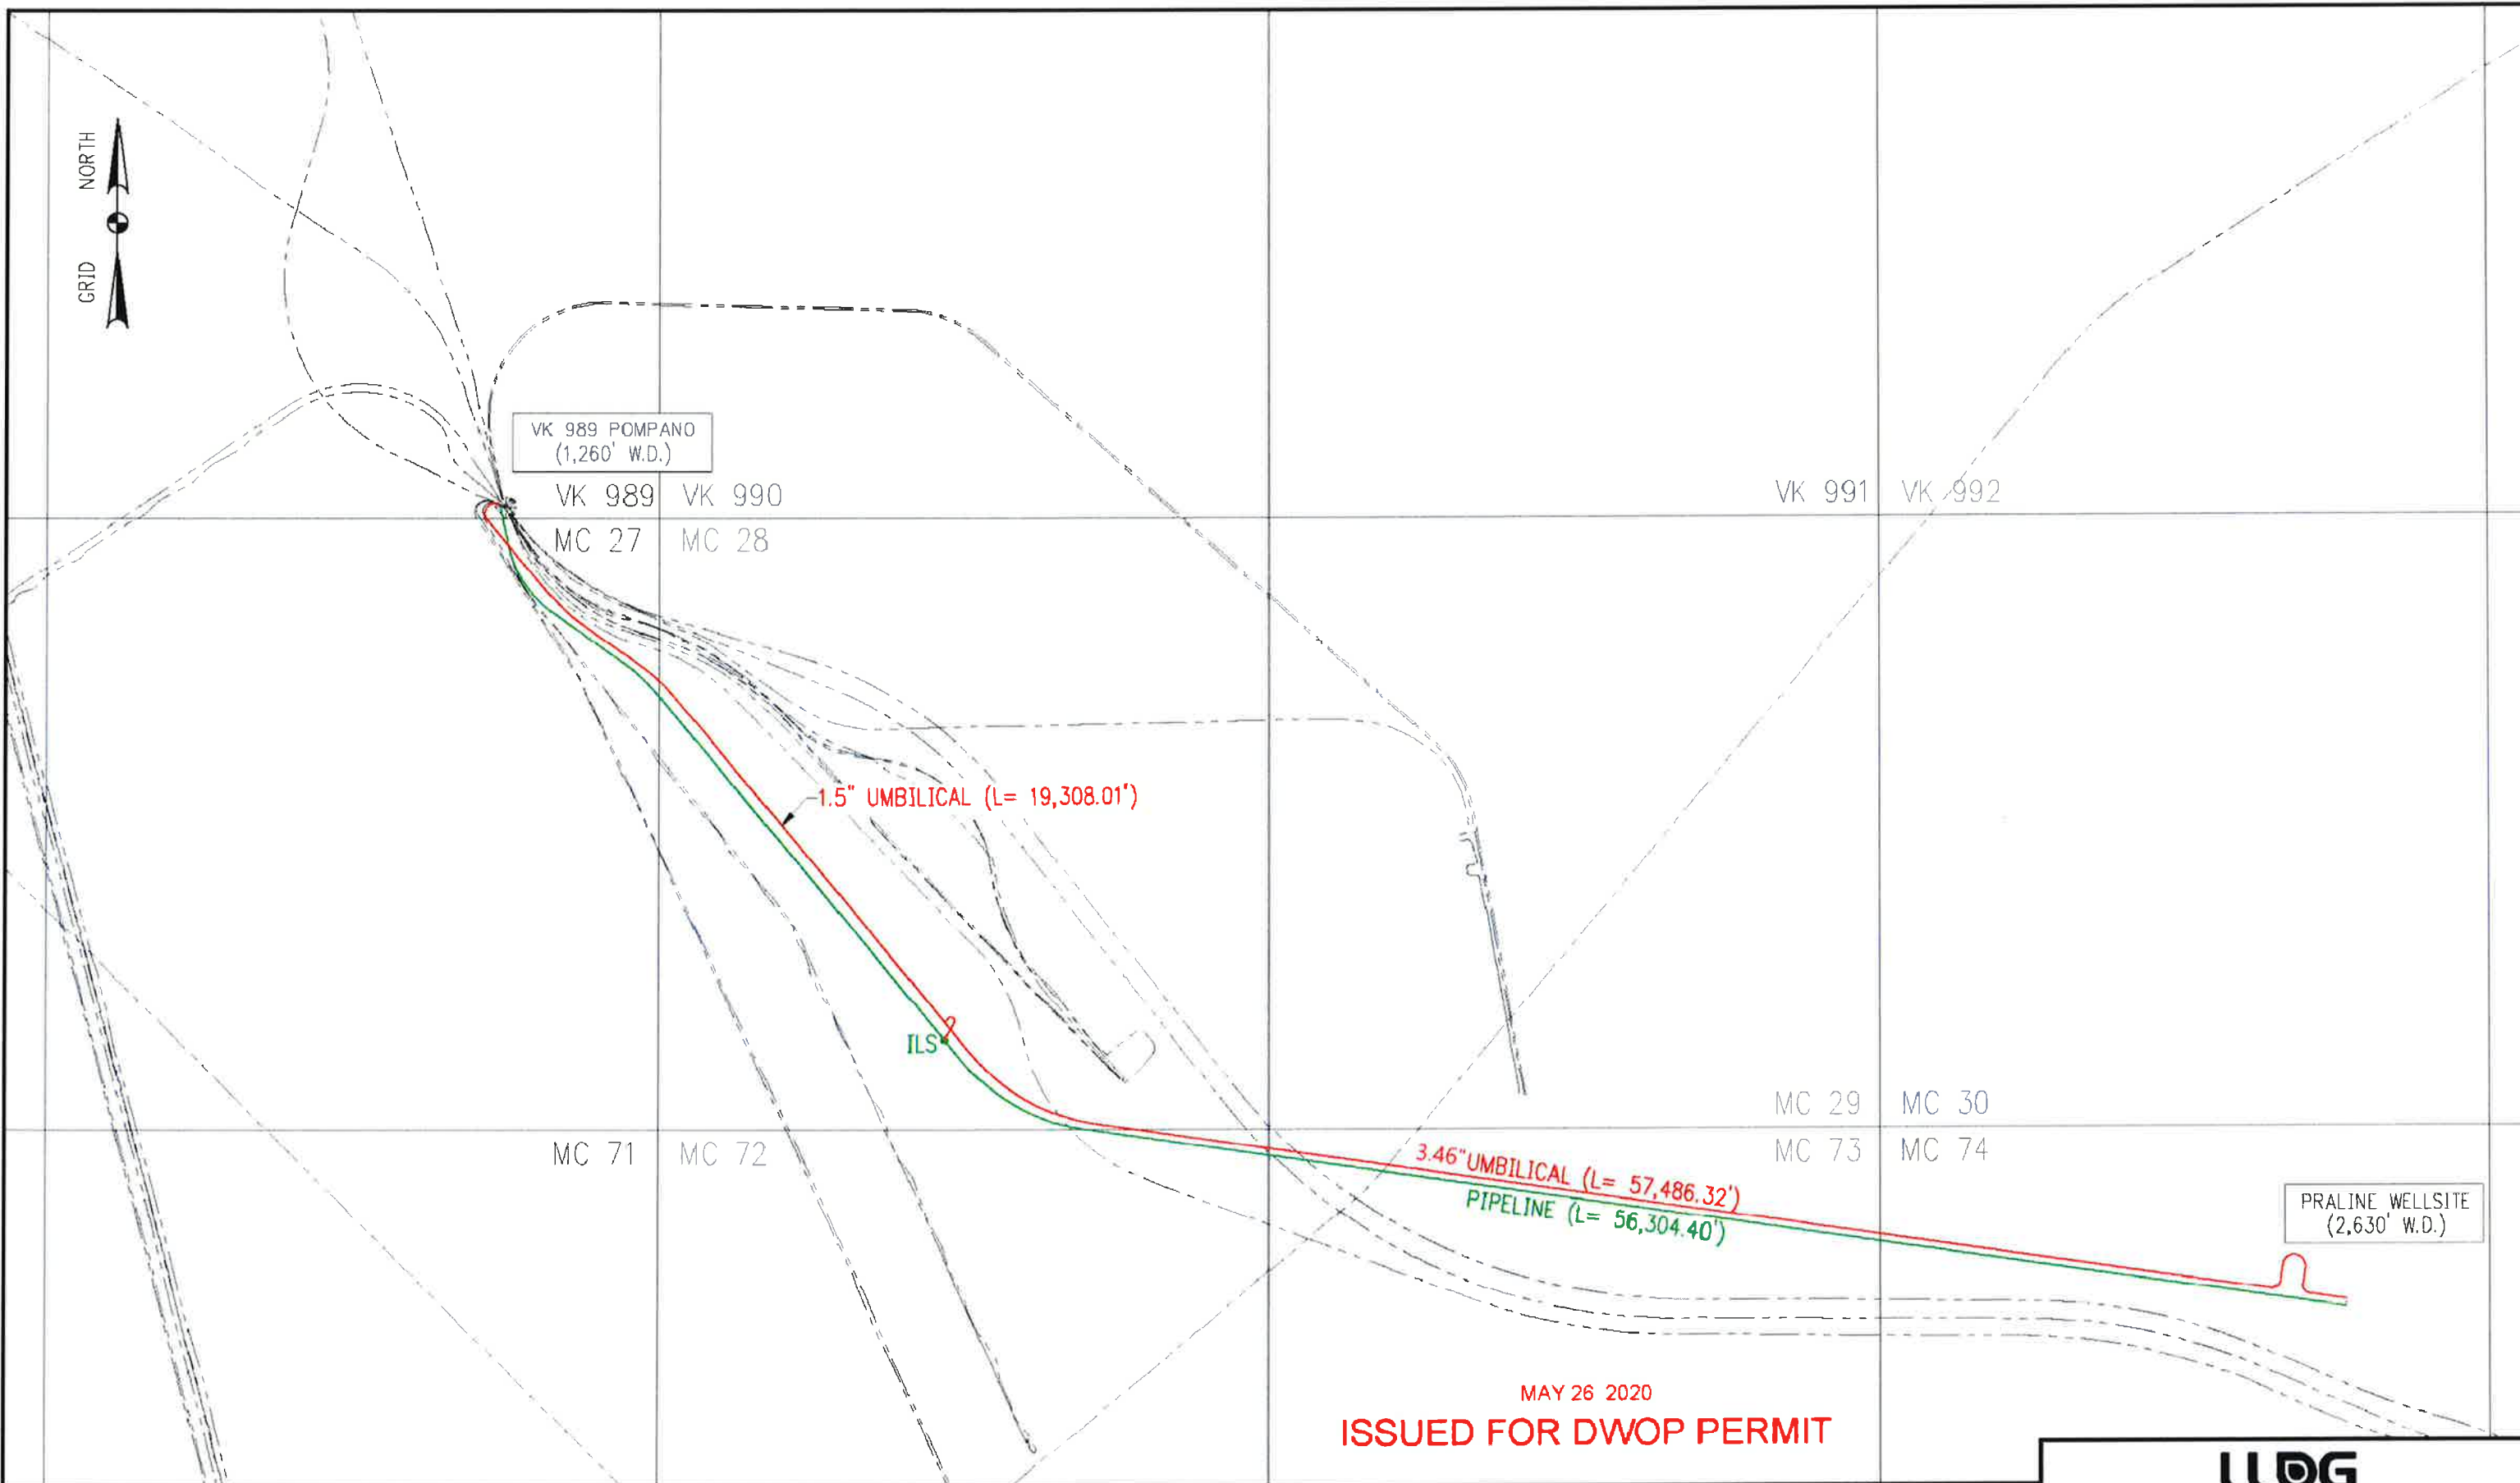 GRID NORTH
VK 989 POMPANO
(1,260' W.D.)
VK 989 VK 990
MC 27 MC 28
VK 991 VK 992
1.5" UMBILICAL (L= 19,308.01')
ILS
MC 29 MC 30
MC 71 MC 72
MC 73 MC 74
3.46" UMBILICAL (L= 57,486.32')
PIPELINE (L= 56,304.40')
PRALINE WELLSITE
(2,630' W.D.)
MAY 26 2020
ISSUED FOR DWOP PERMIT